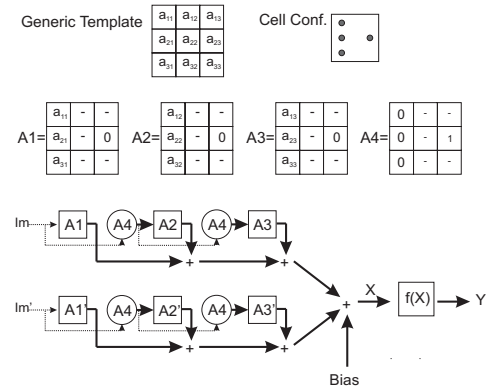 Generic Template
a11 a12 a13
a21 a22 a23
a31 a32 a33
Cell Conf.
A1=
a11 - -
a21 - 0
a31 - -
A2=
a12 - -
a22 - 0
a32 - -
A3=
a13 - -
a23 - 0
a33 - -
A4=
0 - -
0 - 1
0 - -
Im A1 A4 A2 A4 A3
+ +
Im' A1' A4 A2' A4 A3'
+ +
+ X f(X) Y
Bias